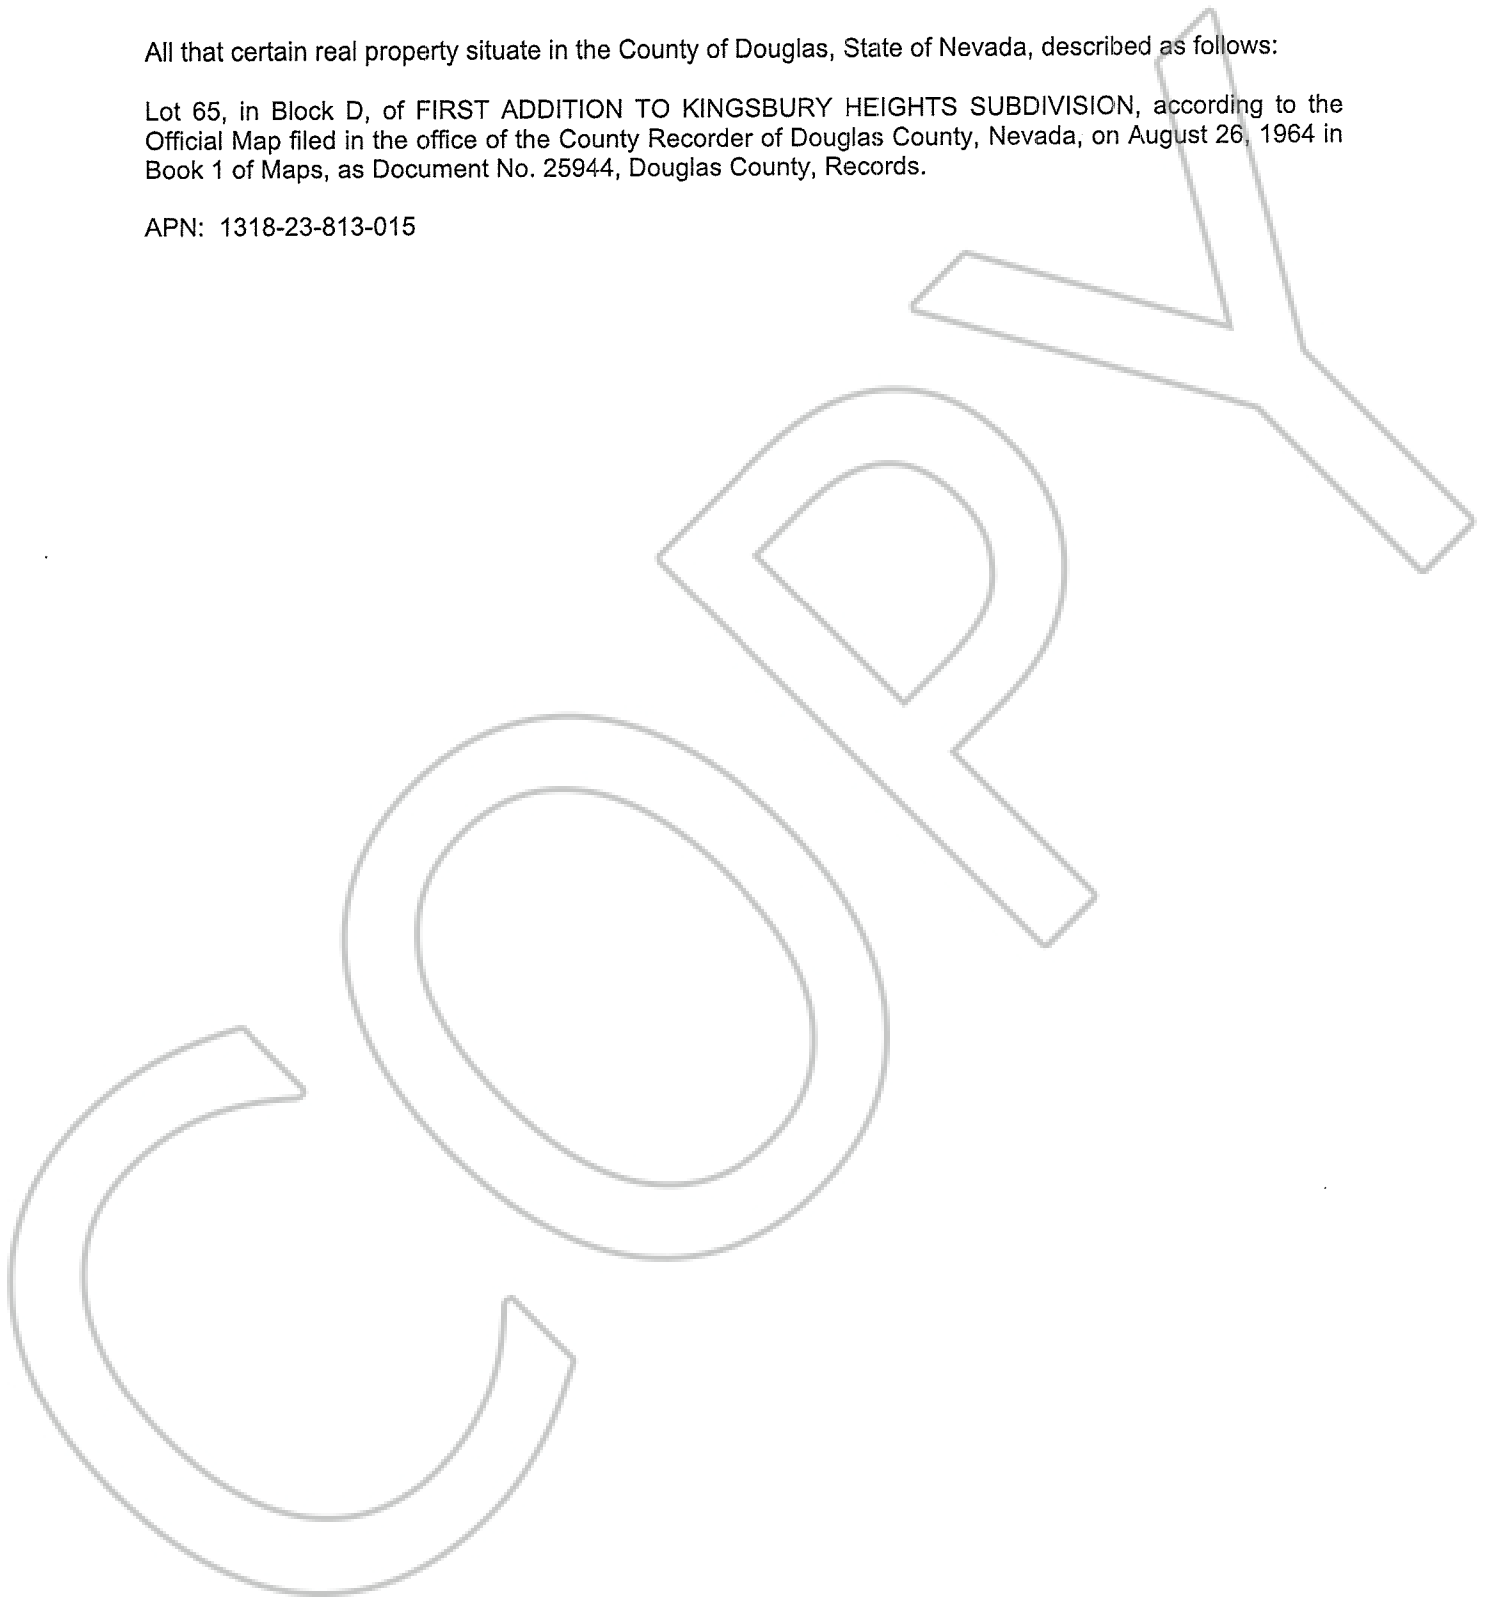 All that certain real property situate in the County of Douglas, State of Nevada, described as follows:
Lot 65, in Block D, of FIRST ADDITION TO KINGSBURY HEIGHTS SUBDIVISION, according to the
Official Map filed in the office of the County Recorder of Douglas County, Nevada, on August 26, 1964 in
Book 1 of Maps, as Document No. 25944, Douglas County, Records.
APN: 1318-23-813-015
COPY